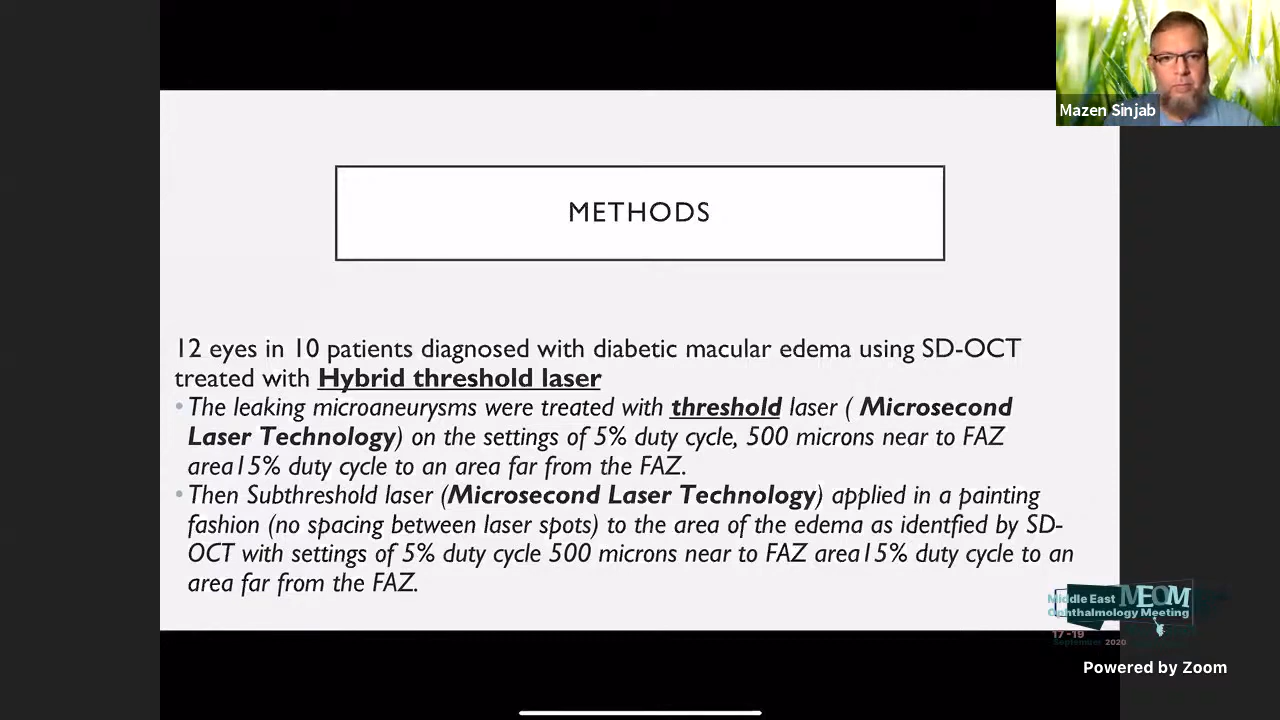 Mazen Sinjab
METHODS
12 eyes in 10 patients diagnosed with diabetic macular edema using SD-OCT
treated with Hybrid threshold laser
• The leaking microaneurysms were treated with threshold laser ( Microsecond
Laser Technology) on the settings of 5% duty cycle, 500 microns near to FAZ
area15% duty cycle to an area far from the FAZ.
• Then Subthreshold laser (Microsecond Laser Technology) applied in a painting
fashion (no spacing between laser spots) to the area of the edema as identfied by SD-
OCT with settings of 5% duty cycle 500 microns near to FAZ area15% duty cycle to an
area far from the FAZ.
Middle East MEOM
Ophthalmology Meeting
17-19
September 2020
Powered by Zoom